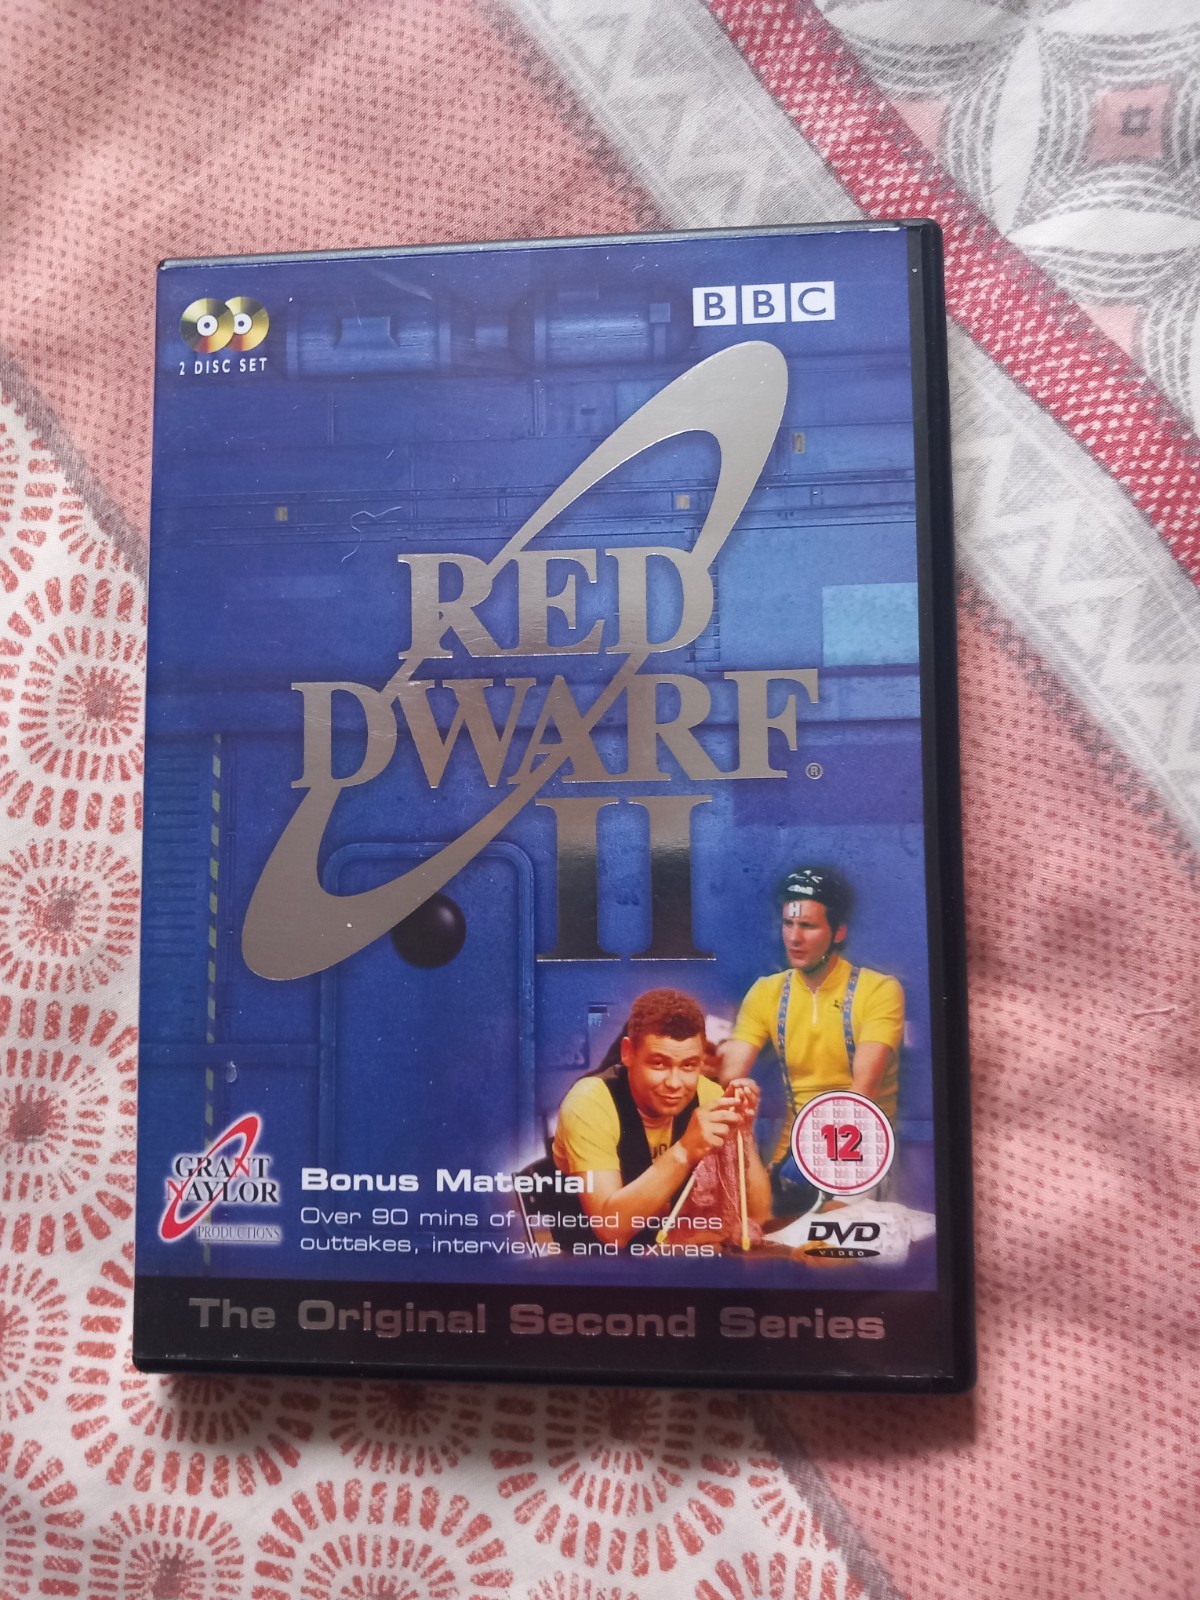 2 DISC SET
BBC
RED
DWARF®
II
H
12
GRANT
NAYLOR
PRODUCTIONS
Bonus Material
Over 90 mins of deleted scenes
outtakes, interviews and extras.
DVD
VIDEO
The Original Second Series